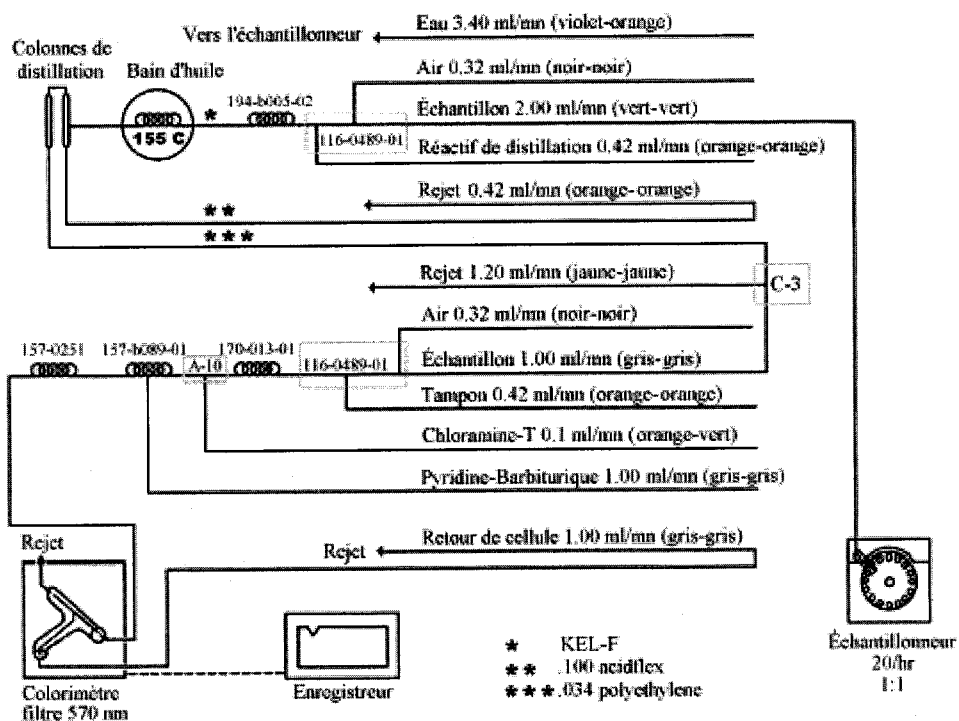 Eau 3.40 ml/mn (violet-orange)
Vers l'échantillonneur
Colonnes de
distillation
Bain d'huile
Air 0.32 ml/mn (noir-noir)
194-b005-02
Échantillon 2.00 ml/mn (vert-vert)
155 C
*
116-0489-01
Réactif de distillation 0.42 ml/mn (orange-orange)
Rejet 0.42 ml/mn (orange-orange)
**
***
Rejet 1.20 ml/mn (jaune-jaune)
C-3
Air 0.32 ml/mn (noir-noir)
157-0251
157-b089-01
170-013-01
A-10
116-0489-01
Échantillon 1.00 ml/mn (gris-gris)
Tampon 0.42 ml/mn (orange-orange)
Chloramine-T 0.1 ml/mn (orange-vert)
Pyridine-Barbiturique 1.00 ml/mn (gris-gris)
Retour de cellule 1.00 ml/mn (gris-gris)
Rejet
Rejet
Colorimètre
filtre 570 nm
Enregistreur
* KEL-F
** .100 acidflex
*** .034 polyethylene
Échantillonneur
20/hr
1:1